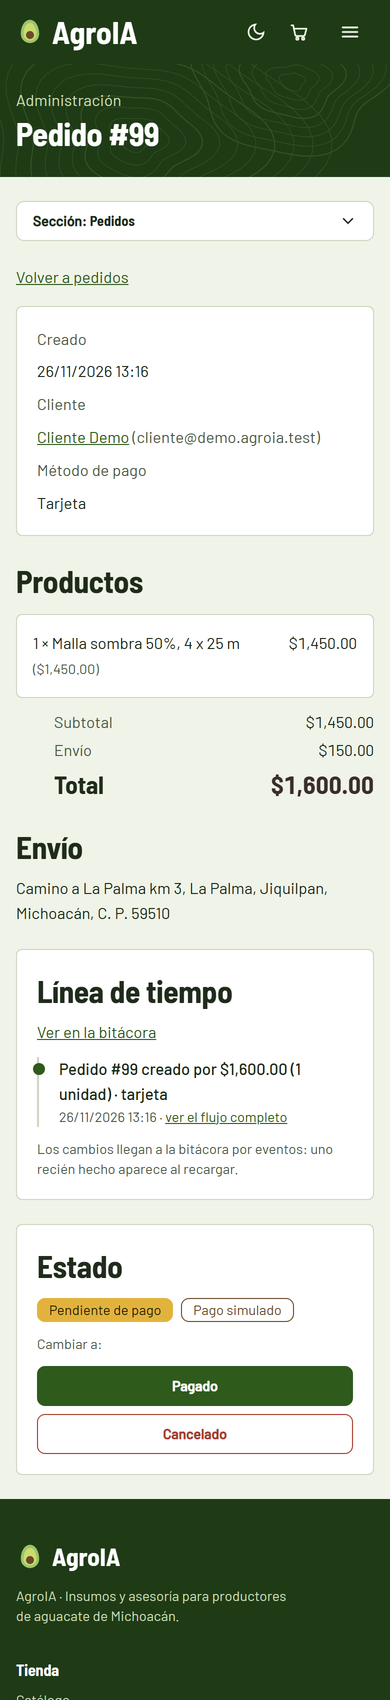 AgroIA
Administración
Pedido #99
Sección: Pedidos
Volver a pedidos
Creado
26/11/2026 13:16
Cliente
Cliente Demo (cliente@demo.agroia.test)
Método de pago
Tarjeta
Productos
1 × Malla sombra 50%, 4 x 25 m $1,450.00
($1,450.00)
Subtotal $1,450.00
Envío $150.00
Total $1,600.00
Envío
Camino a La Palma km 3, La Palma, Jiquilpan,
Michoacán, C. P. 59510
Línea de tiempo
Ver en la bitácora
Pedido #99 creado por $1,600.00 (1
unidad) · tarjeta
26/11/2026 13:16 · ver el flujo completo
Los cambios llegan a la bitácora por eventos: uno
recién hecho aparece al recargar.
Estado
Pendiente de pago Pago simulado
Cambiar a:
Pagado
Cancelado
AgroIA
AgroIA · Insumos y asesoría para productores
de aguacate de Michoacán.
Tienda
Catálogo